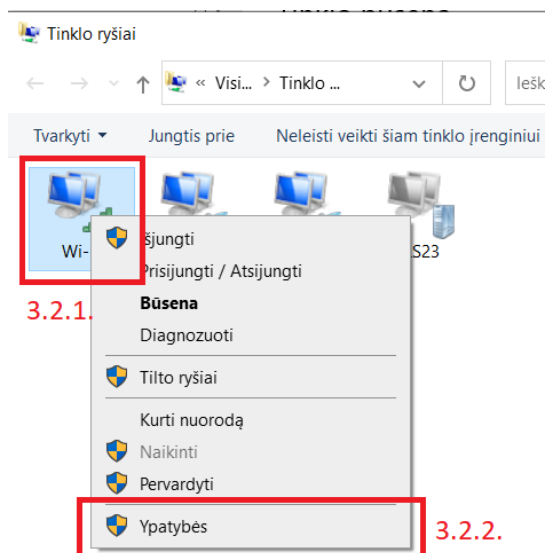 Tinklo ryšiai
« Visi... > Tinklo ...
Iešk
Tvarkyti Jungtis prie Neleisti veikti šiam tinklo įrenginiui
Wi-
S23
3.2.1.
šjungti
Prisijungti / Atsijungti
Būsena
Diagnozuoti
Tilto ryšiai
Kurti nuorodą
Naikinti
Pervardyti
Ypatybės
3.2.2.